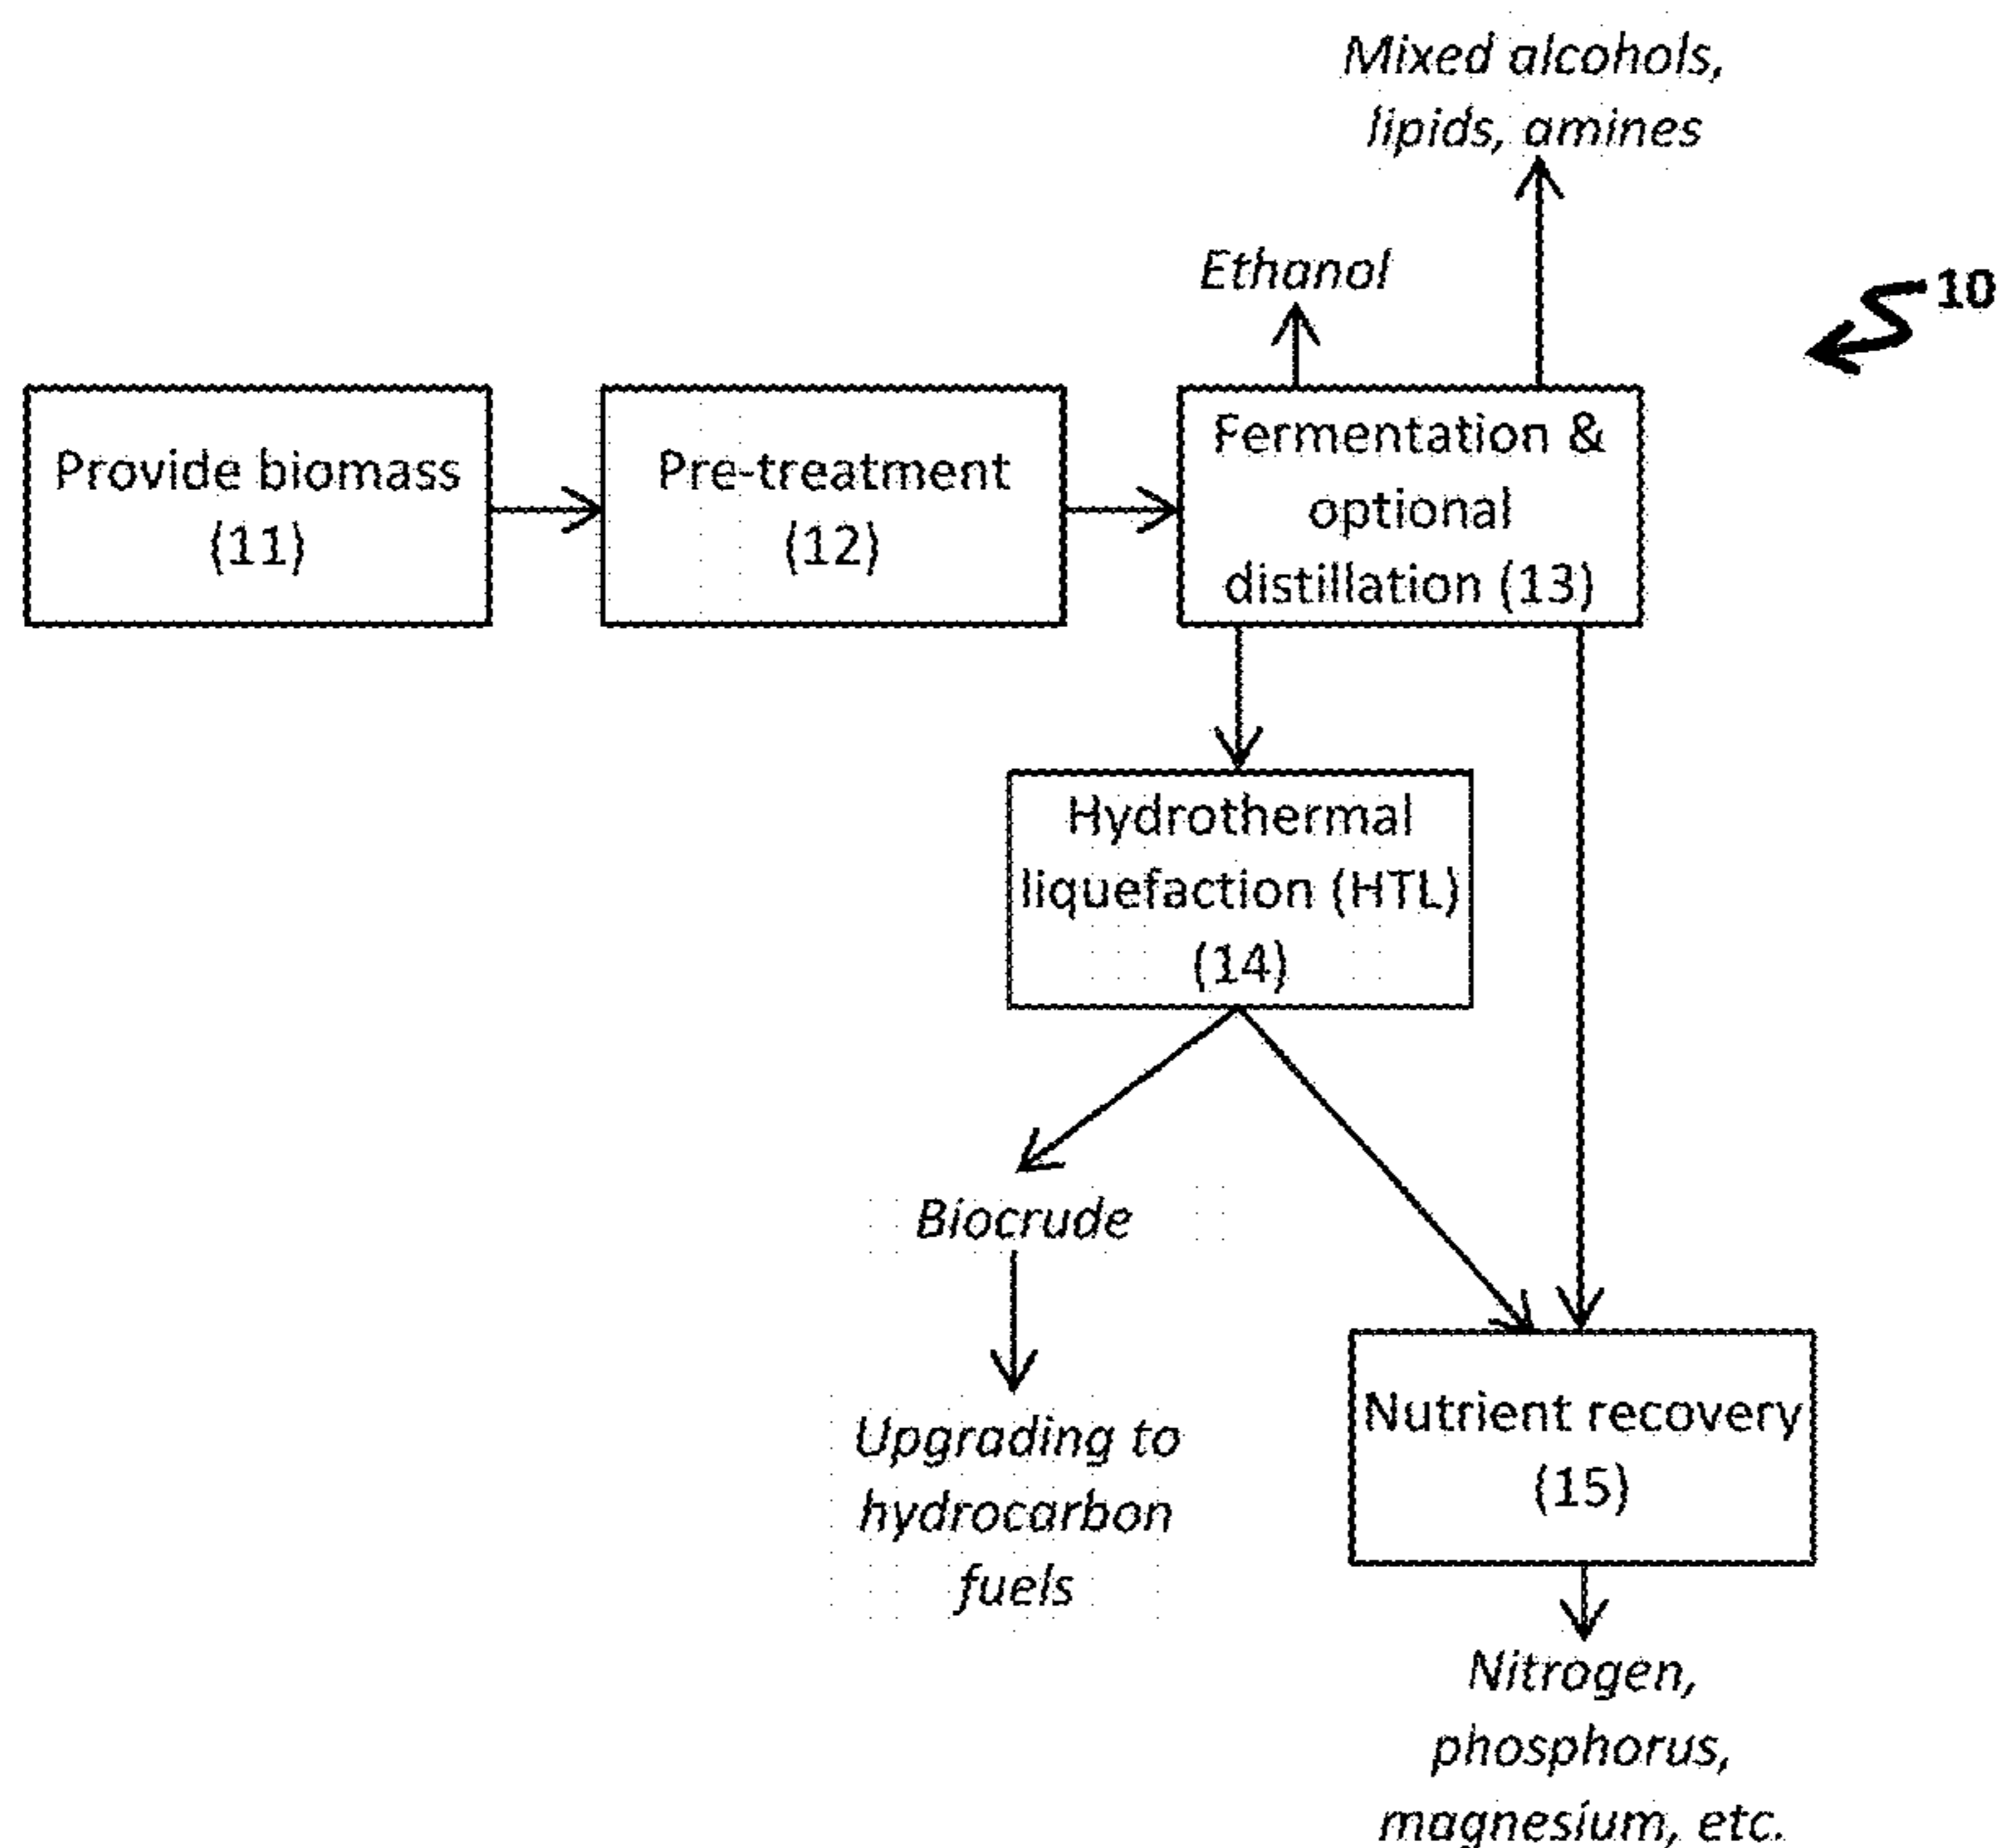 Mixed alcohols,
lipids, amines
Ethanol
10
Provide biomass
(11)
Pre-treatment
(12)
Fermentation &
optional
distillation (13)
Hydrothermal
liquefaction (HTL)
(14)
Biocrude
Upgrading to
hydrocarbon
fuels
Nutrient recovery
(15)
Nitrogen,
phosphorus,
magnesium, etc.